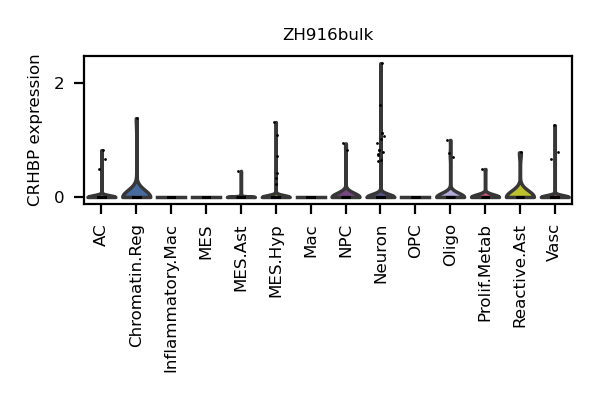 ZH916bulk
CRHBP expression
2
0
AC
Chromatin.Reg
Inflammatory.Mac
MES
MES.Ast
MES.Hyp
Mac
NPC
Neuron
OPC
Oligo
Prolif.Metab
Reactive.Ast
Vasc